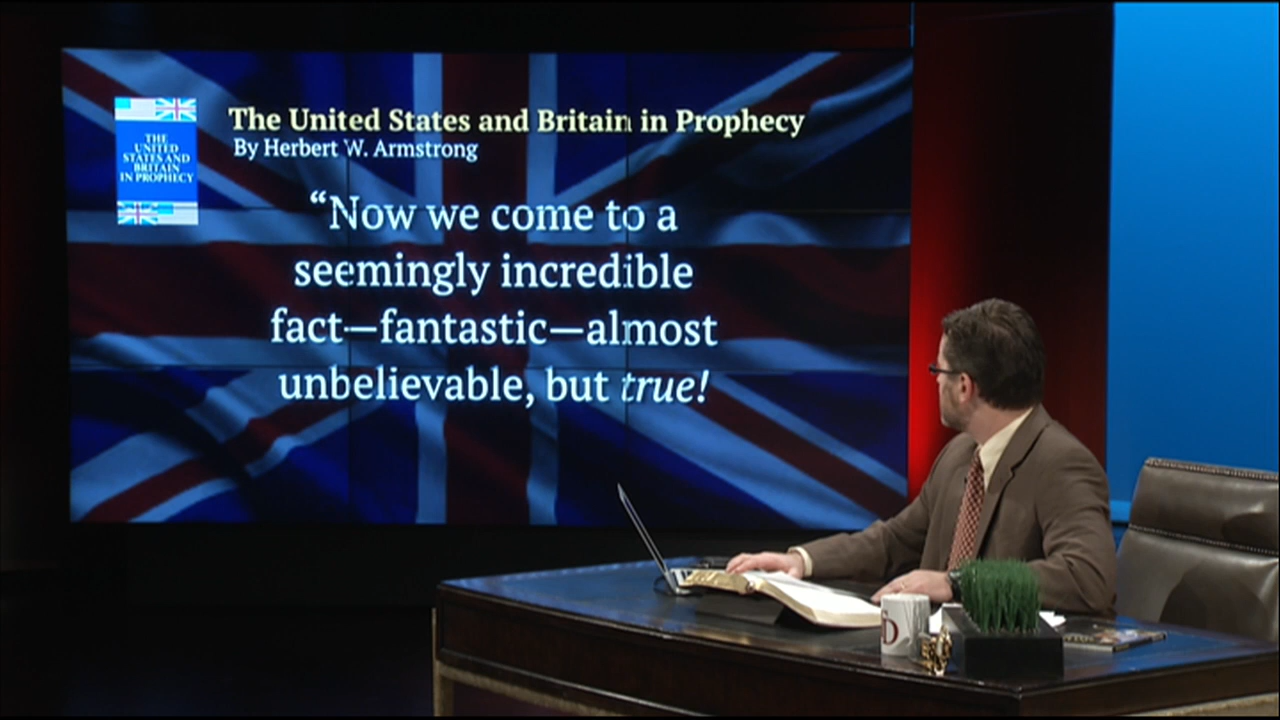 The United States and Britain in Prophecy
By Herbert W. Armstrong
THE
UNITED
STATES AND
BRITAIN
IN PROPHECY
“Now we come to a
seemingly incredible
fact—fantastic—almost
unbelievable, but true!
D